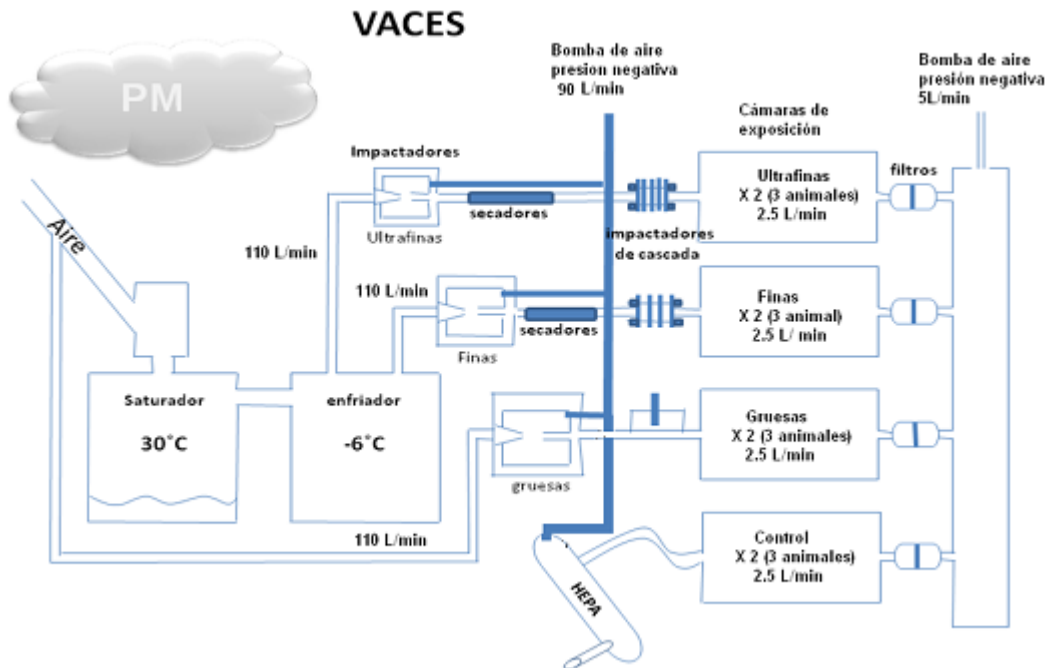 VACES
PM
Bomba de aire
presion negativa
90 L/min
Bomba de aire
presión negativa
5L/min
Cámaras de
exposición
Impactadores
Ultrafinas
secadores
Ultrafinas
X 2 (3 animales)
2.5 L/min
filtros
Aire
110 L/min
impactadores
de cascada
110 L/min
Finas
secadores
Finas
X 2 (3 animal)
2.5 L/ min
Saturador
30°C
enfriador
-6°C
gruesas
Gruesas
X 2 (3 animales)
2.5 L/min
110 L/min
HEPA
Control
X 2 (3 animales)
2.5 L/min